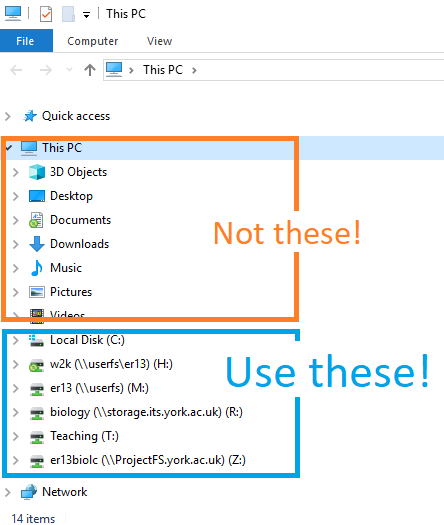 This PC
File Computer View
This PC
Quick access
This PC
3D Objects
Desktop
Documents
Downloads
Music
Pictures
Videos
Not these!
Local Disk (C:)
w2k (\\userfs\er13) (H:)
er13 (\\userfs) (M:)
biology (\\storage.its.york.ac.uk) (R:)
Teaching (T:)
er13biolc (\\ProjectFS.york.ac.uk) (Z:)
Use these!
Network
14 items